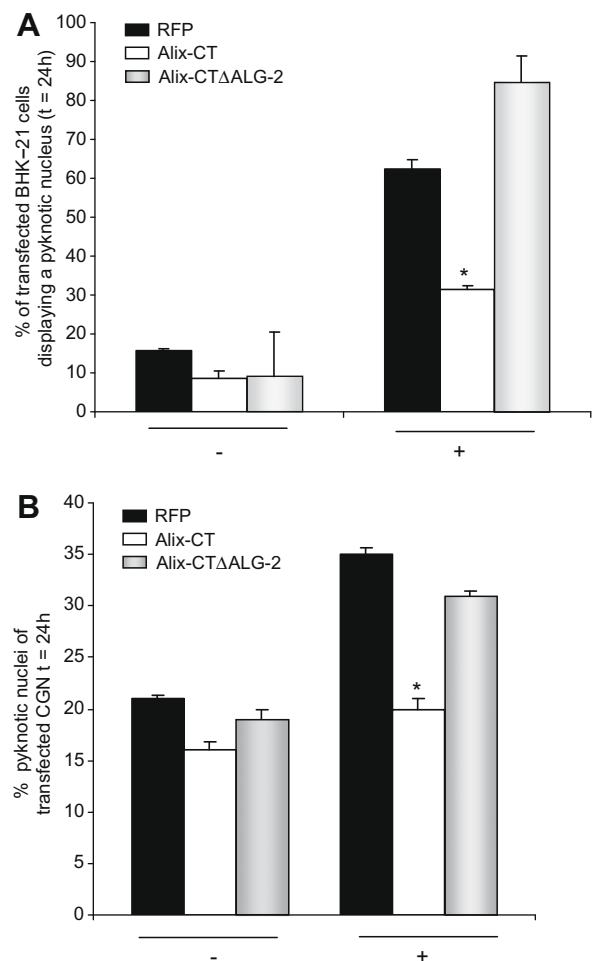 A
% of transfected BHK–21 cells
displaying a pyknotic nucleus (t = 24h)
100
90
80
70
60
50
40
30
20
10
0
RFP
Alix-CT
Alix-CTΔALG-2
*
-
+
B
% pyknotic nuclei of
transfected CGN t = 24h
40
35
30
25
20
15
10
5
0
RFP
Alix-CT
Alix-CTΔALG-2
*
-
+